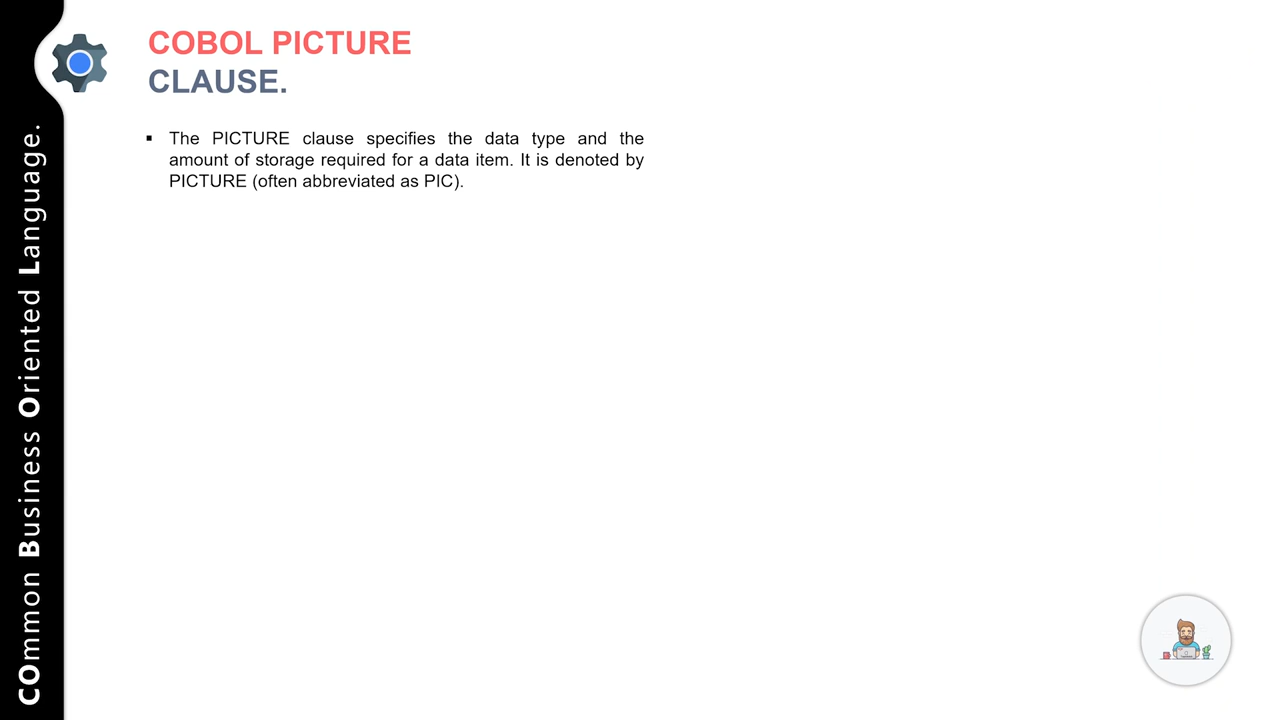 COBOL PICTURE
CLAUSE.
▪ The PICTURE clause specifies the data type and the
amount of storage required for a data item. It is denoted by
PICTURE (often abbreviated as PIC).
COmmon Business Oriented Language.